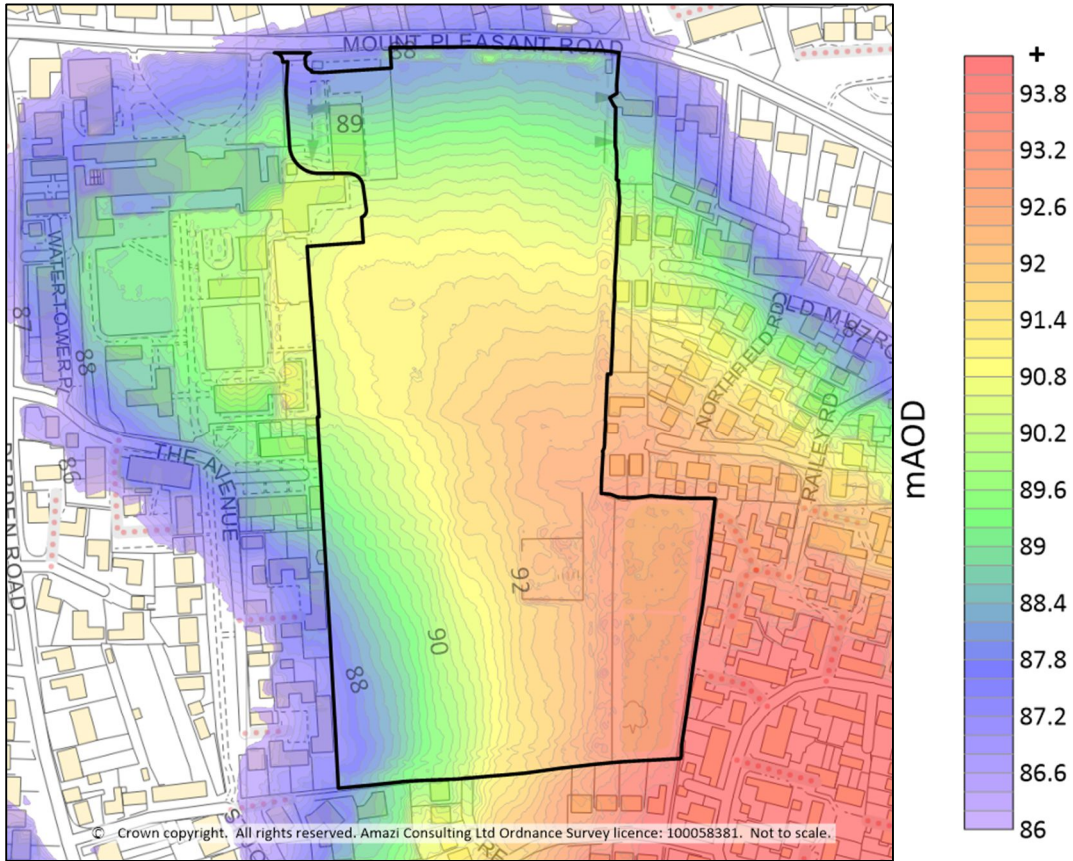 MOUNT PLEASANT ROAD
88
89
WATER TOWER P
87
88
OLD M
87
NORTHFIELD RD
RAILEY RD
THE AVENUE
86
ROAD
92
90
88
© Crown copyright. All rights reserved. Amazi Consulting Ltd Ordnance Survey licence: 100058381. Not to scale.
+
93.8
93.2
92.6
92
91.4
90.8
90.2
89.6
89
88.4
87.8
87.2
86.6
86
mAOD